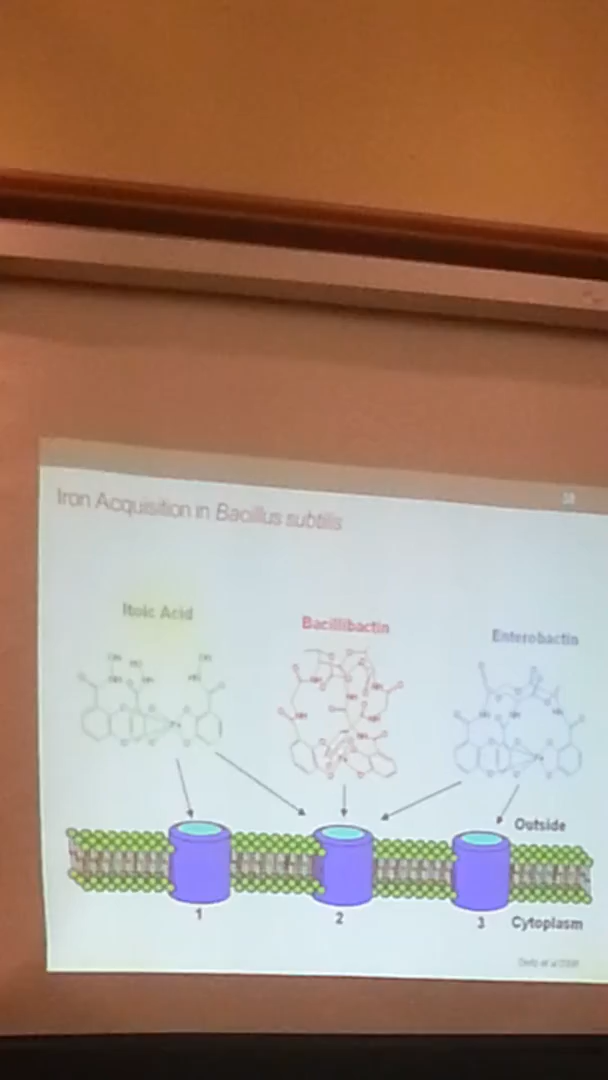 Iron Acquisition in Bacillus subtilis
Itoic Acid
Bacillibactin
Enterobactin
Outside
1
2
3
Cytoplasm